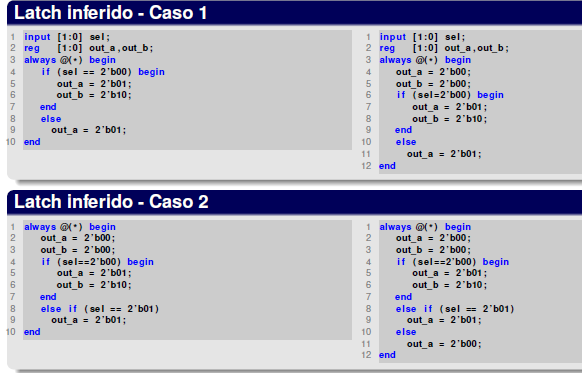 Latch inferido - Caso 1
1 input [1:0] sel;
2 reg [1:0] out_a,out_b;
3 always @(*) begin
4 if (sel == 2'b00) begin
5 out_a = 2'b01;
6 out_b = 2'b10;
7 end
8 else
9 out_a = 2'b01;
10 end
1 input [1:0] sel;
2 reg [1:0] out_a,out_b;
3 always @(*) begin
4 out_a = 2'b00;
5 out_b = 2'b00;
6 if (sel=2'b00) begin
7 out_a = 2'b01;
8 out_b = 2'b10;
9 end
10 else
11 out_a = 2'b01;
12 end
Latch inferido - Caso 2
1 always @(*) begin
2 out_a = 2'b00;
3 out_b = 2'b00;
4 if (sel==2'b00) begin
5 out_a = 2'b01;
6 out_b = 2'b10;
7 end
8 else if (sel == 2'b01)
9 out_a = 2'b01;
10 end
1 always @(*) begin
2 out_a = 2'b00;
3 out_b = 2'b00;
4 if (sel==2'b00) begin
5 out_a = 2'b01;
6 out_b = 2'b10;
7 end
8 else if (sel == 2'b01)
9 out_a = 2'b01;
10 else
11 out_a = 2'b00;
12 end